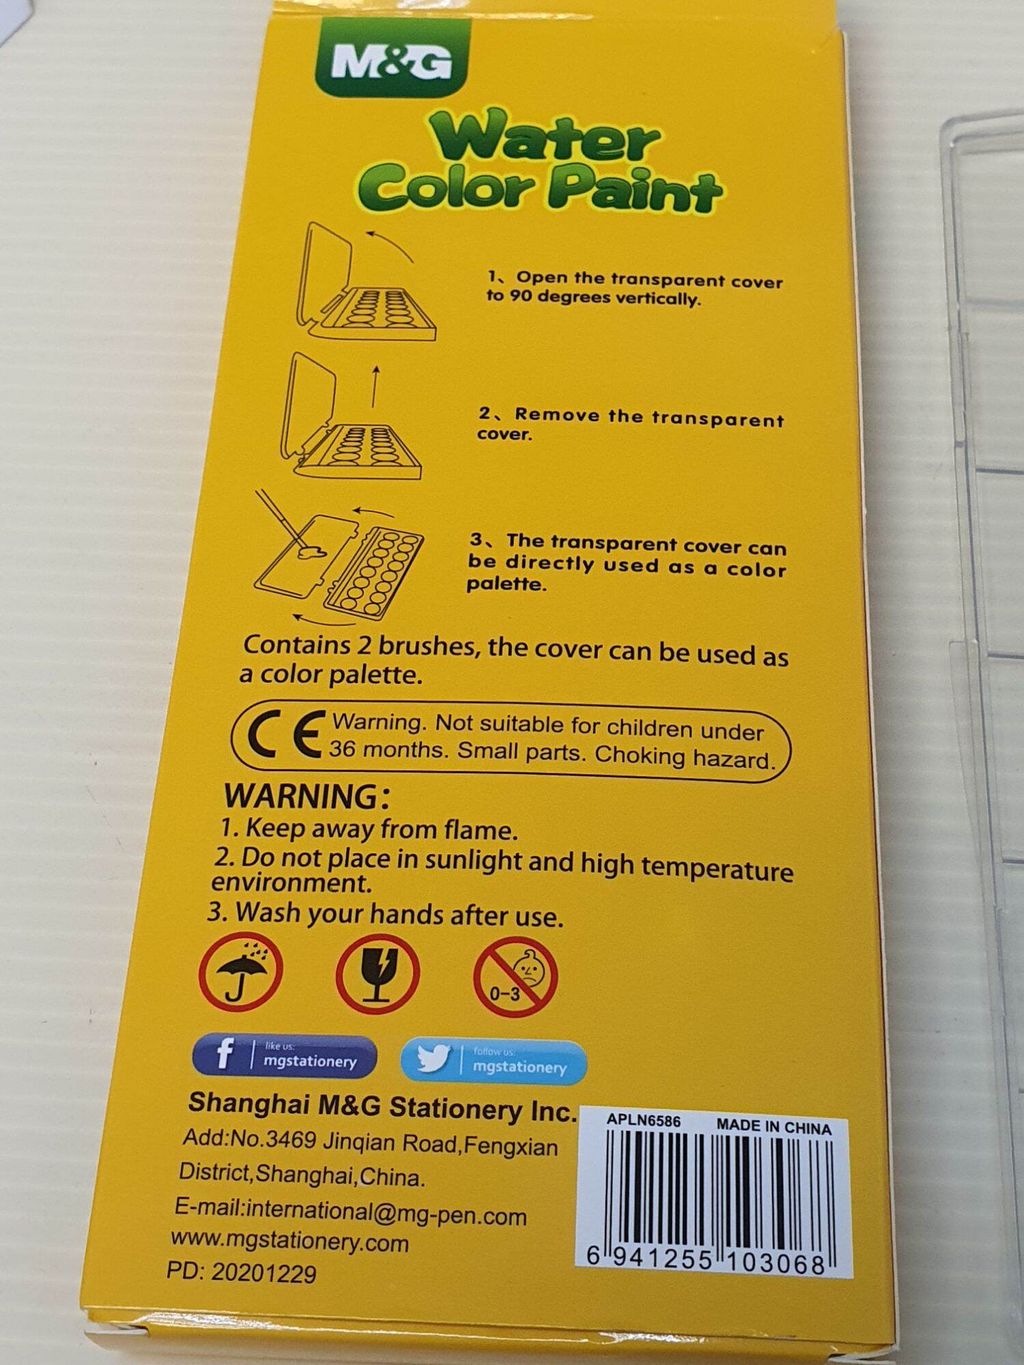 M&G
Water
Color Paint
1、Open the transparent cover
to 90 degrees vertically.
2、Remove the transparent
cover.
3、The transparent cover can
be directly used as a color
palette.
Contains 2 brushes, the cover can be used as
a color palette.
CE
Warning. Not suitable for children under
36 months. Small parts. Choking hazard.
WARNING:
1. Keep away from flame.
2. Do not place in sunlight and high temperature
environment.
3. Wash your hands after use.
0-3
f like us:
mgstationery
follow us:
mgstationery
Shanghai M&G Stationery Inc.
Add:No.3469 Jinqian Road,Fengxian
District,Shanghai,China.
E-mail:international@mg-pen.com
www.mgstationery.com
PD: 20201229
APLN6586 MADE IN CHINA
6 941255 103068